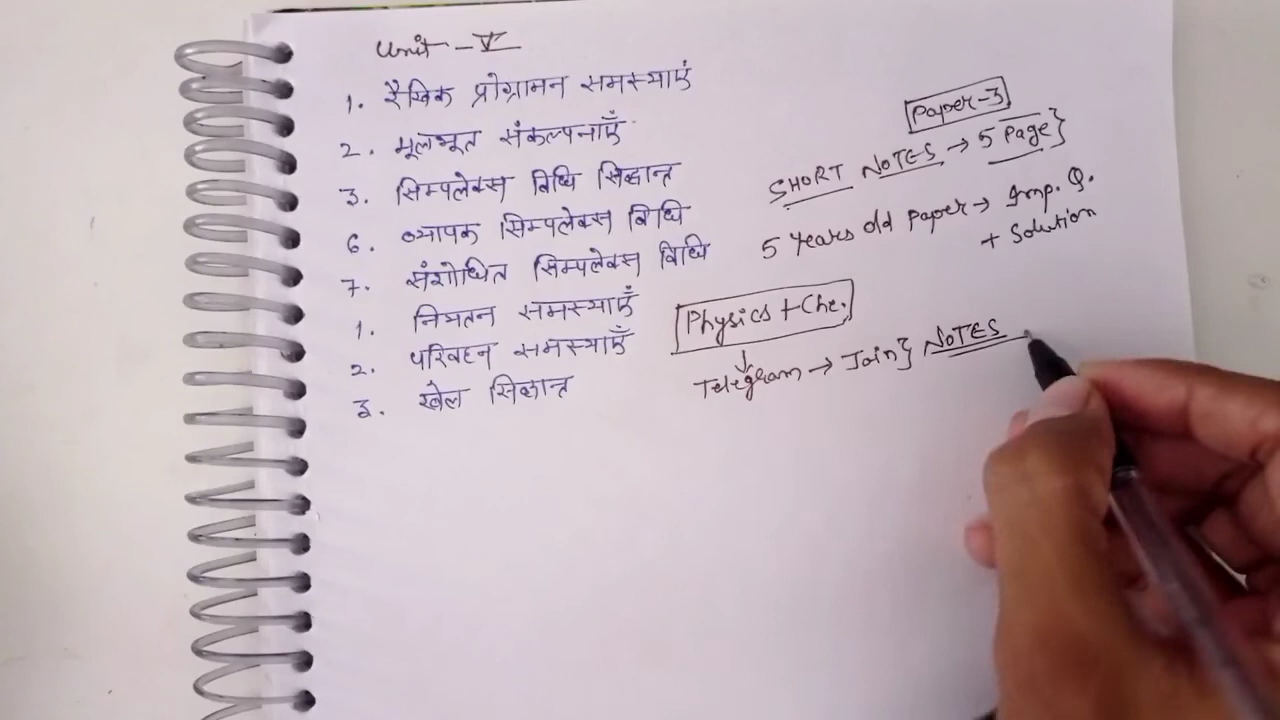 Unit - V
1. रैखिक प्रोग्रामन समस्याएं
2. मूलभूत संकल्पनाएँ
3. सिम्पलेक्स विधि सिद्धान्त
6. व्यापक सिम्पलेक्स विधि
7. संशोधित सिम्पलेक्स विधि
1. नियतन समस्याएँ
2. परिवहन समस्याएँ
3. खेल सिद्धान्त
Paper-3
SHORT NOTES → 5 Page}
5 Years old Paper → Imp. Q.
+ Solution
Physics + Che.
↓
Telegram → Join} NOTES